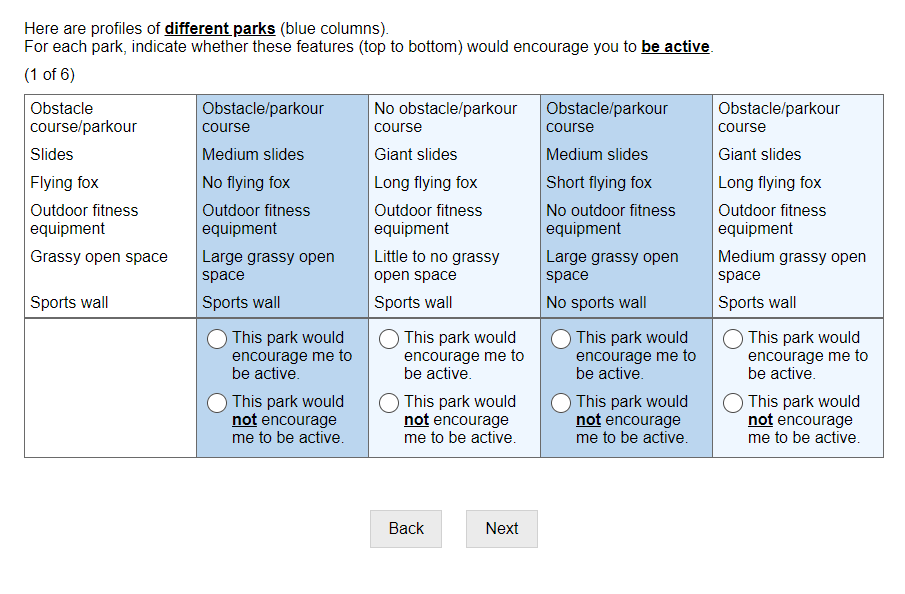 Here are profiles of different parks (blue columns).
For each park, indicate whether these features (top to bottom) would encourage you to be active.
(1 of 6)
Obstacle
course/parkour
Obstacle/parkour
course
No obstacle/parkour
course
Obstacle/parkour
course
Obstacle/parkour
course
Slides
Medium slides
Giant slides
Medium slides
Giant slides
Flying fox
No flying fox
Long flying fox
Short flying fox
Long flying fox
Outdoor fitness
equipment
Outdoor fitness
equipment
Outdoor fitness
equipment
No outdoor fitness
equipment
Outdoor fitness
equipment
Grassy open space
Large grassy open
space
Little to no grassy
open space
Large grassy open
space
Medium grassy open
space
Sports wall
Sports wall
Sports wall
No sports wall
Sports wall
This park would
encourage me to
be active.
This park would
encourage me to
be active.
This park would
encourage me to
be active.
This park would
encourage me to
be active.
This park would
not encourage
me to be active.
This park would
not encourage
me to be active.
This park would
not encourage
me to be active.
This park would
not encourage
me to be active.
Back
Next